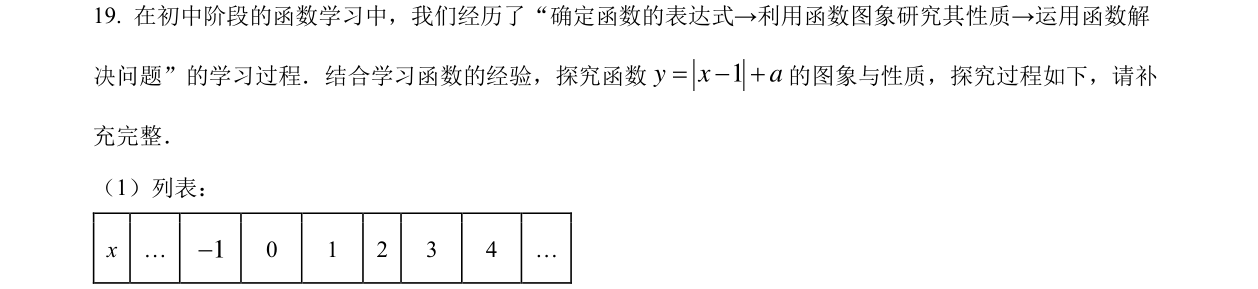 19. 在初中阶段的函数学习中，我们经历了“确定函数的表达式→利用函数图象研究其性质→运用函数解
决问题”的学习过程．结合学习函数的经验，探究函数 y=|x−1|+a 的图象与性质，探究过程如下，请补
充完整．
（1）列表：
x … −1 0 1 2 3 4 …